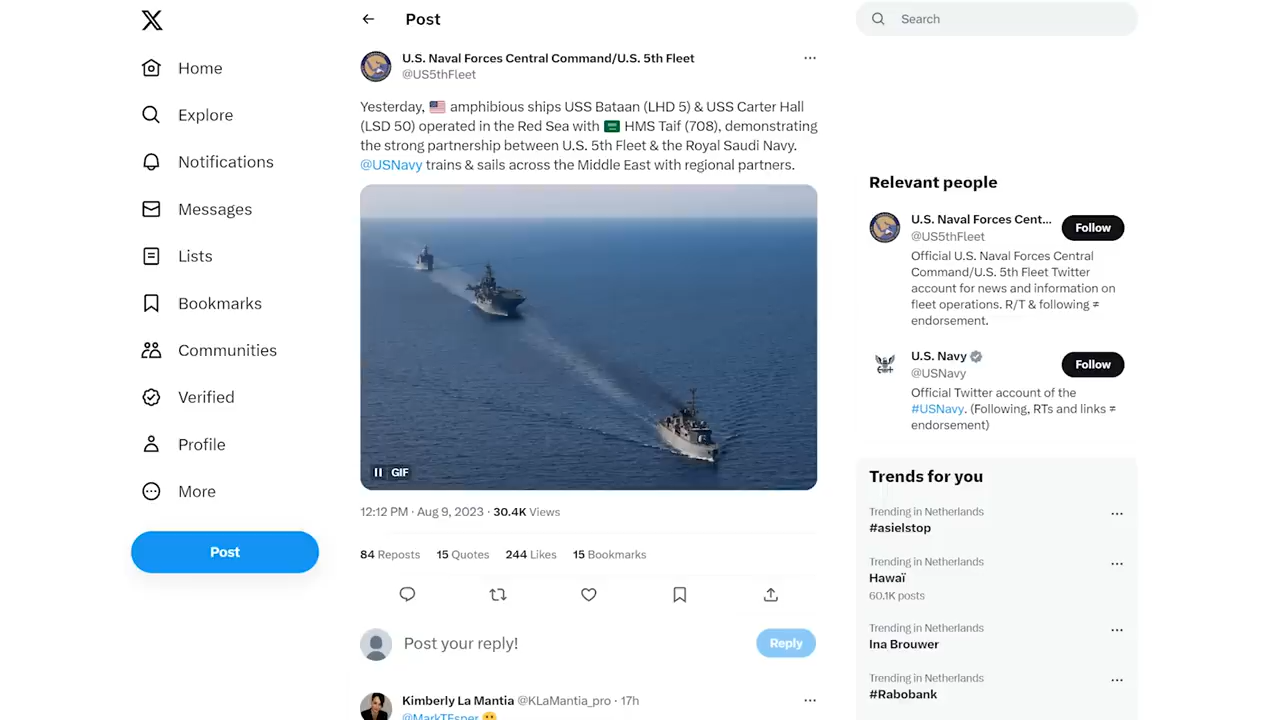 Post
Search
Home
Explore
Notifications
Messages
Lists
Bookmarks
Communities
Verified
Profile
More
Post
U.S. Naval Forces Central Command/U.S. 5th Fleet
@US5thFleet
Yesterday, 🇺🇸 amphibious ships USS Bataan (LHD 5) & USS Carter Hall
(LSD 50) operated in the Red Sea with 🇸🇦 HMS Taif (708), demonstrating
the strong partnership between U.S. 5th Fleet & the Royal Saudi Navy.
@USNavy trains & sails across the Middle East with regional partners.
GIF
12:12 PM · Aug 9, 2023 · 30.4K Views
84 Reposts 15 Quotes 244 Likes 15 Bookmarks
Post your reply!
Reply
Kimberly La Mantia @KLaMantia_pro · 17h
@MarkTEsper 😬
Relevant people
U.S. Naval Forces Cent...
@US5thFleet
Follow
Official U.S. Naval Forces Central
Command/U.S. 5th Fleet Twitter
account for news and information on
fleet operations. R/T & following ≠
endorsement.
U.S. Navy
@USNavy
Follow
Official Twitter account of the
#USNavy. (Following, RTs and links ≠
endorsement)
Trends for you
Trending in Netherlands
#asielstop
Trending in Netherlands
Hawaï
60.1K posts
Trending in Netherlands
Ina Brouwer
Trending in Netherlands
#Rabobank